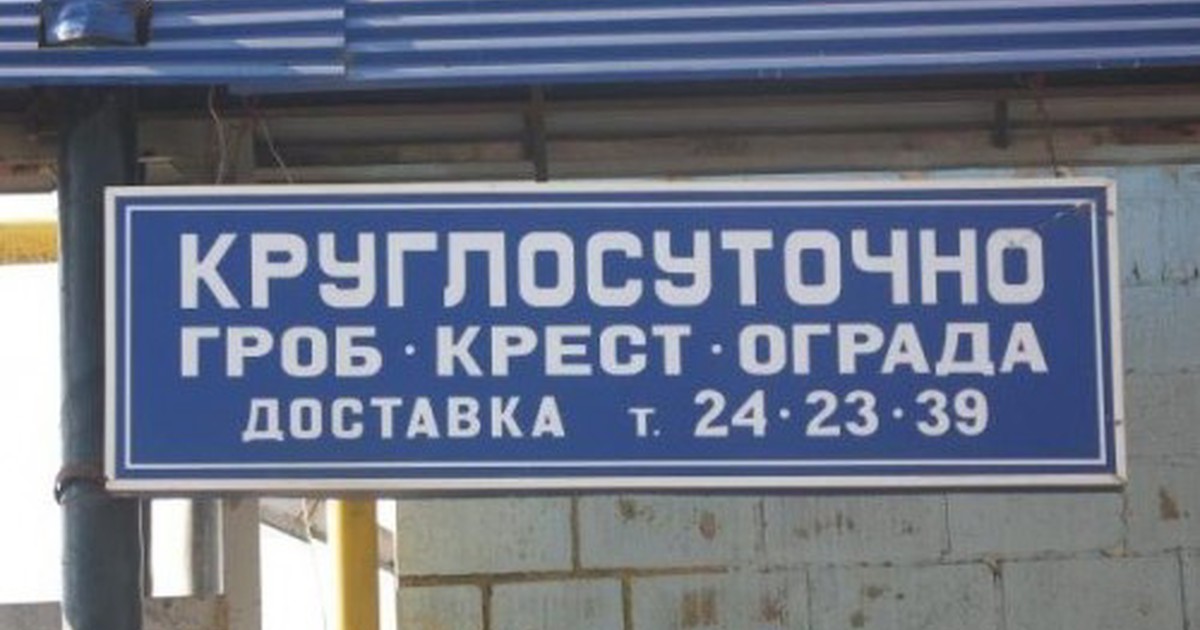 КРУГЛОСУТОЧНО
ГРОБ · КРЕСТ · ОГРАДА
ДОСТАВКА т. 24·23·39